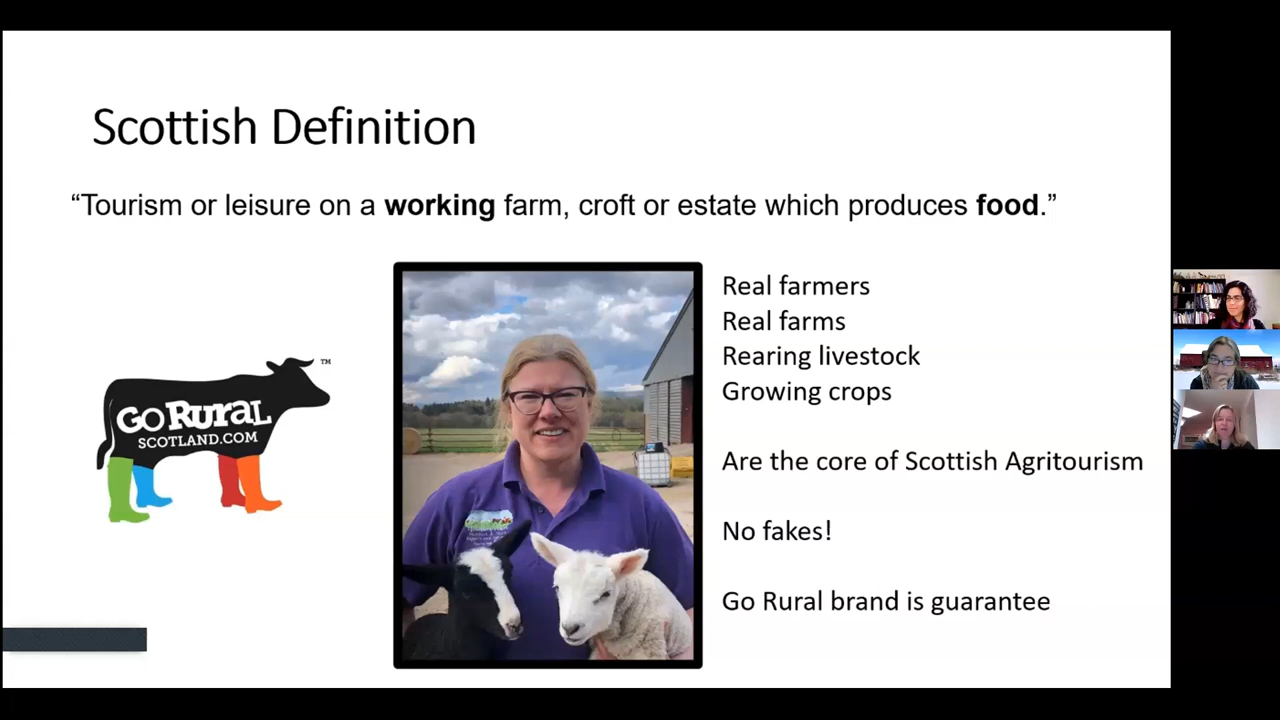 Scottish Definition
“Tourism or leisure on a working farm, croft or estate which produces food.”
Real farmers
Real farms
Rearing livestock
Growing crops
Are the core of Scottish Agritourism
No fakes!
Go Rural brand is guarantee
GO RURAL
SCOTLAND.COM
TM